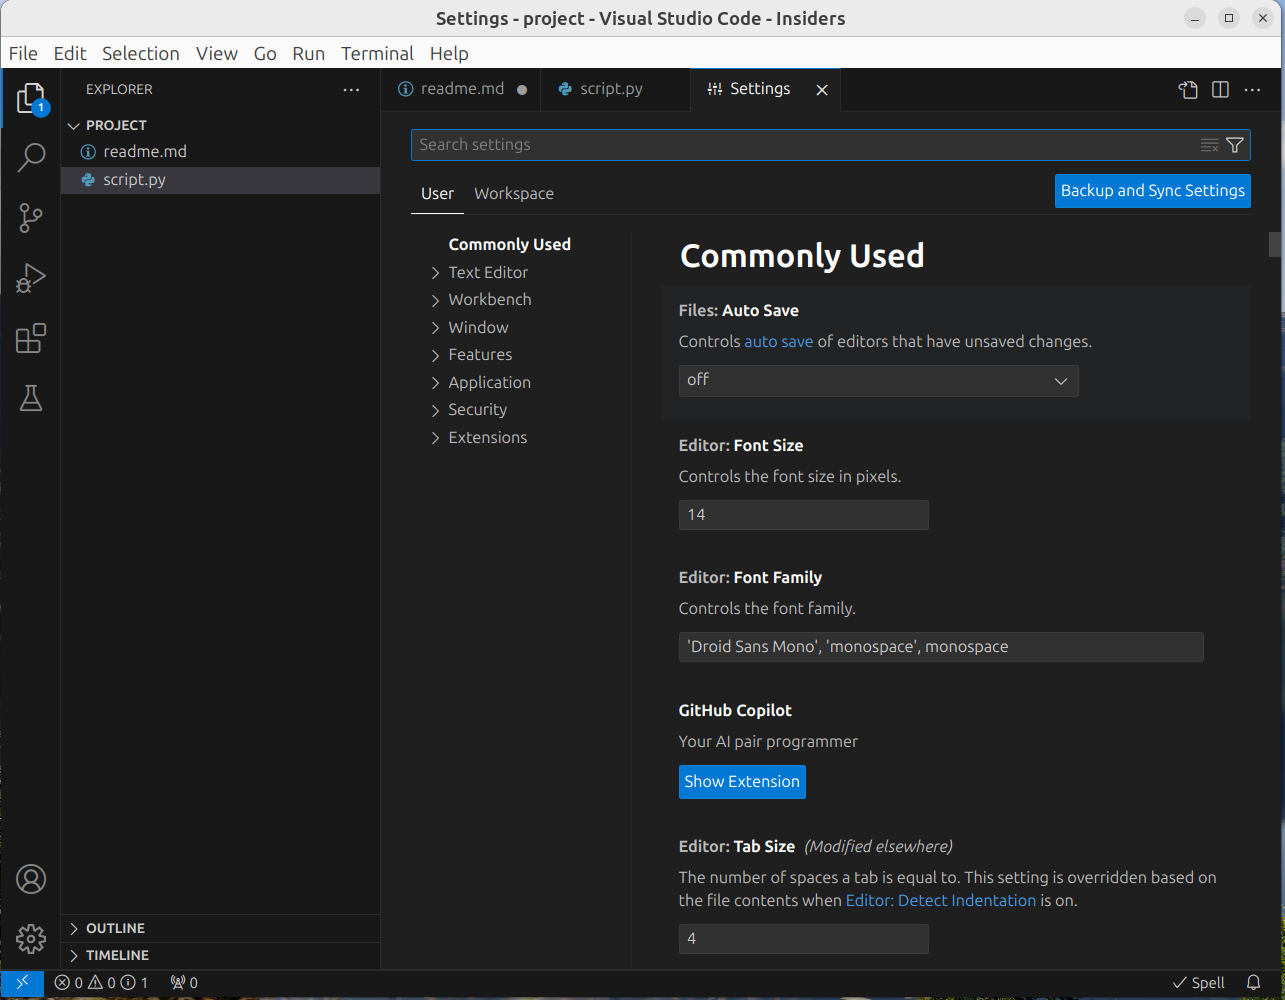 Settings - project - Visual Studio Code - Insiders
File Edit Selection View Go Run Terminal Help
EXPLORER
readme.md
script.py
Settings
1
PROJECT
readme.md
script.py
Search settings
User
Workspace
Backup and Sync Settings
Commonly Used
Text Editor
Workbench
Window
Features
Application
Security
Extensions
Commonly Used
Files: Auto Save
Controls auto save of editors that have unsaved changes.
off
Editor: Font Size
Controls the font size in pixels.
14
Editor: Font Family
Controls the font family.
'Droid Sans Mono', 'monospace', monospace
GitHub Copilot
Your AI pair programmer
Show Extension
Editor: Tab Size (Modified elsewhere)
The number of spaces a tab is equal to. This setting is overridden based on
the file contents when Editor: Detect Indentation is on.
4
OUTLINE
TIMELINE
0 0 1 0
Spell